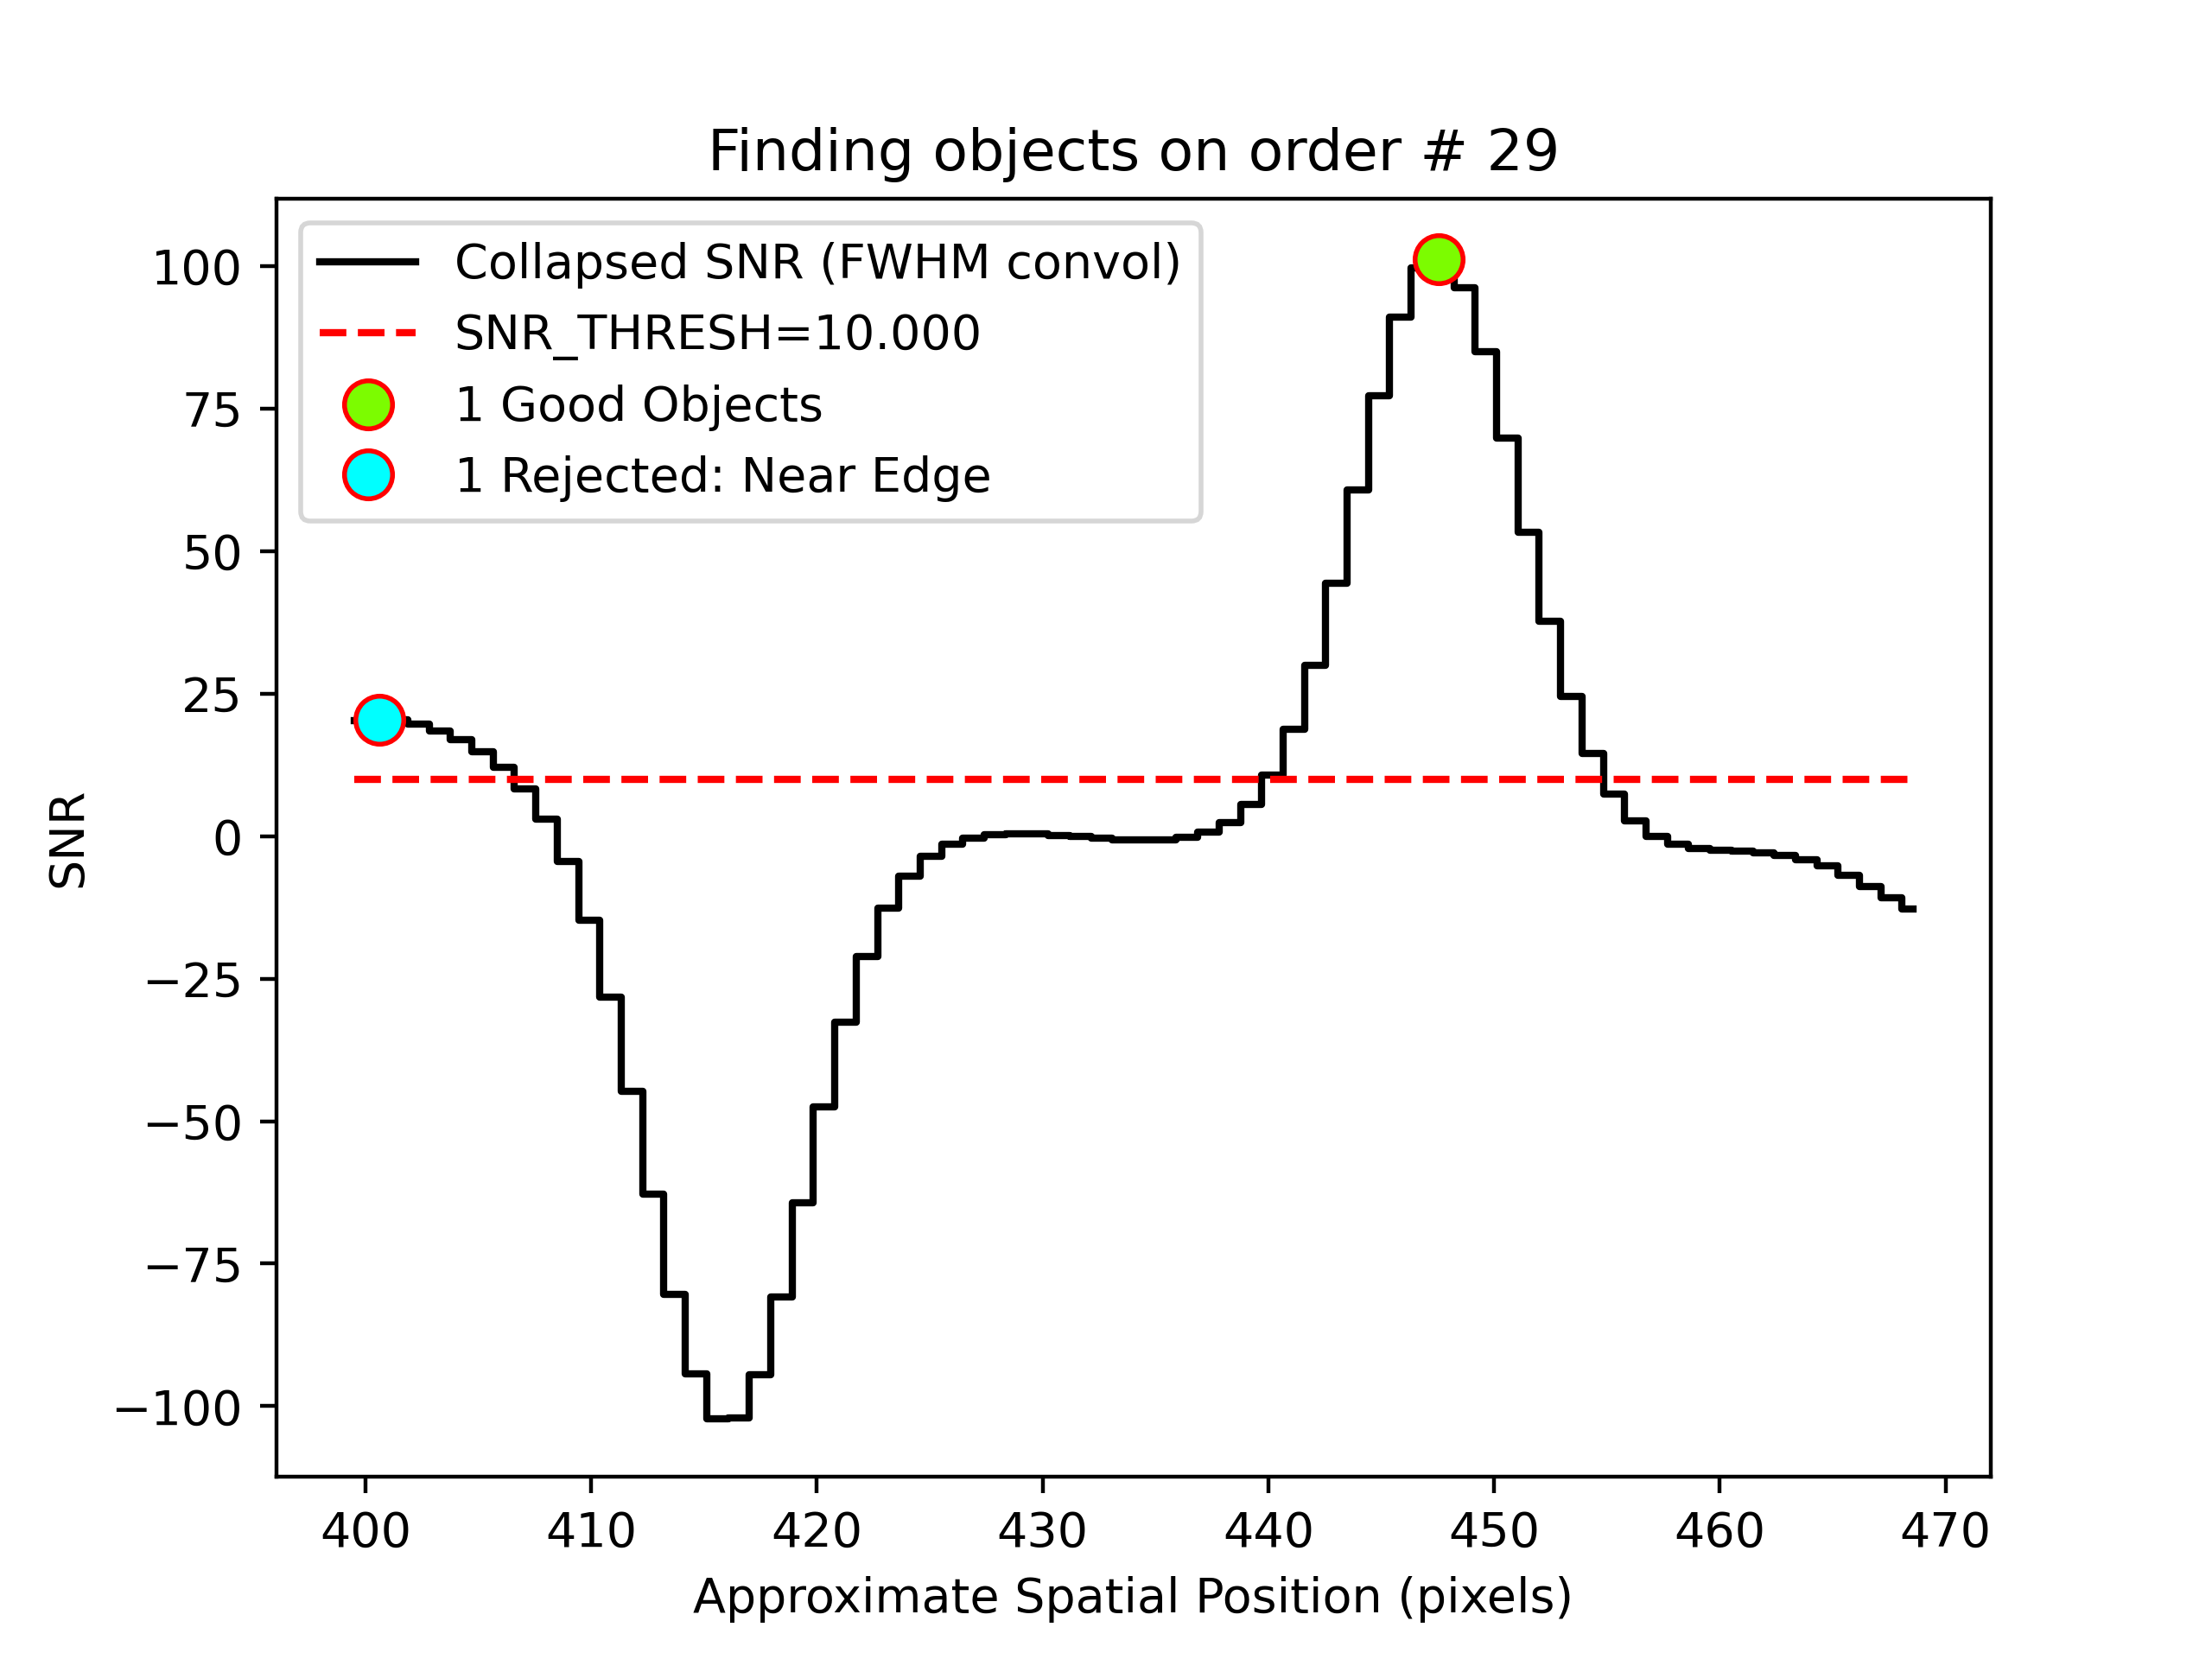 Finding objects on order # 29
Collapsed SNR (FWHM convol)
SNR_THRESH=10.000
1 Good Objects
1 Rejected: Near Edge
100
75
50
25
0
−25
−50
−75
−100
SNR
400 410 420 430 440 450 460 470
Approximate Spatial Position (pixels)